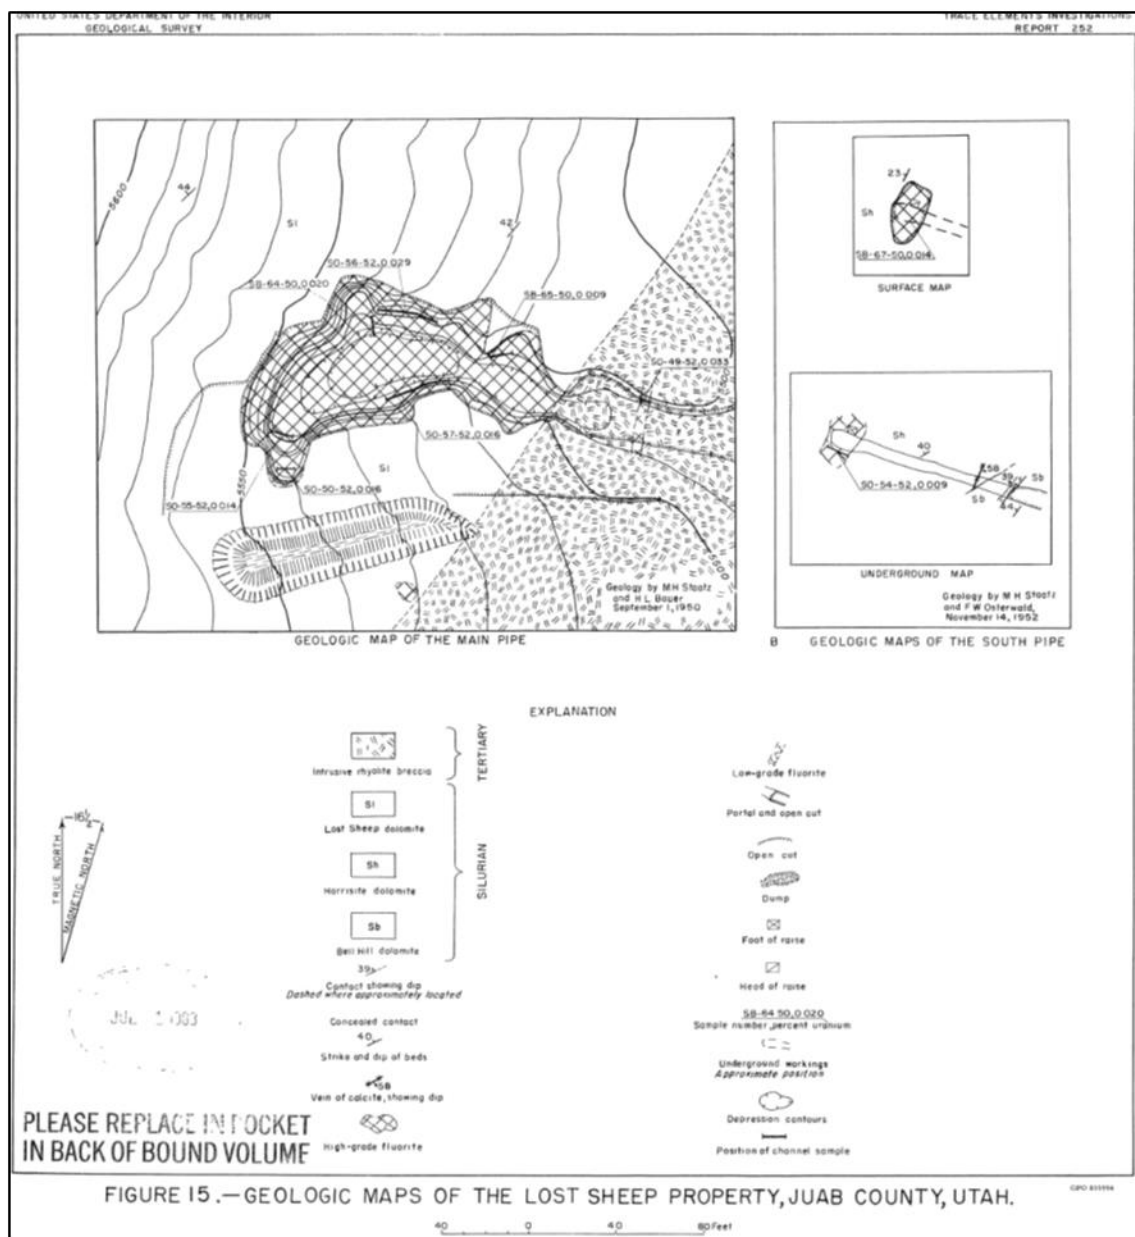 UNITED STATES DEPARTMENT OF THE INTERIOR
GEOLOGICAL SURVEY
TRACE ELEMENTS INVESTIGATIONS
REPORT 252
5600
44
Sl
42
SO-56-52,0.029
SB-64-50,0.020
SB-65-50,0.009
SO-49-52,0.033
5500
SO-57-52,0.016
Sl
SO-50-52,0.016
SO-55-52,0.014
5550
5500
Geology by M H Staatz
and H L Bauer
September 1, 1950
GEOLOGIC MAP OF THE MAIN PIPE
23
Sh
SB-67-50,0.014
SURFACE MAP
Sh
40
58
39
Sb
SO-54-52,0.009
Sb
44
UNDERGROUND MAP
Geology by M H Staatz
and F W Osterwald,
November 14, 1952
B GEOLOGIC MAPS OF THE SOUTH PIPE
EXPLANATION
Intrusive rhyolite breccia
TERTIARY
Sl
Lost Sheep dolomite
Sh
Harrisite dolomite
Sb
Bell Hill dolomite
SILURIAN
39
Contact showing dip
Dashed where approximately located
Concealed contact
40
Strike and dip of beds
58
Vein of calcite, showing dip
High-grade fluorite
Low-grade fluorite
Portal and open cut
Open cut
Dump
Foot of raise
Head of raise
SB-64 50,0 020
Sample number, percent uranium
Underground workings
Approximate position
Depression contours
Position of channel sample
TRUE NORTH
MAGNETIC NORTH
PLEASE REPLACE IN POCKET
IN BACK OF BOUND VOLUME
FIGURE 15.—GEOLOGIC MAPS OF THE LOST SHEEP PROPERTY, JUAB COUNTY, UTAH.
40 0 40 80 Feet